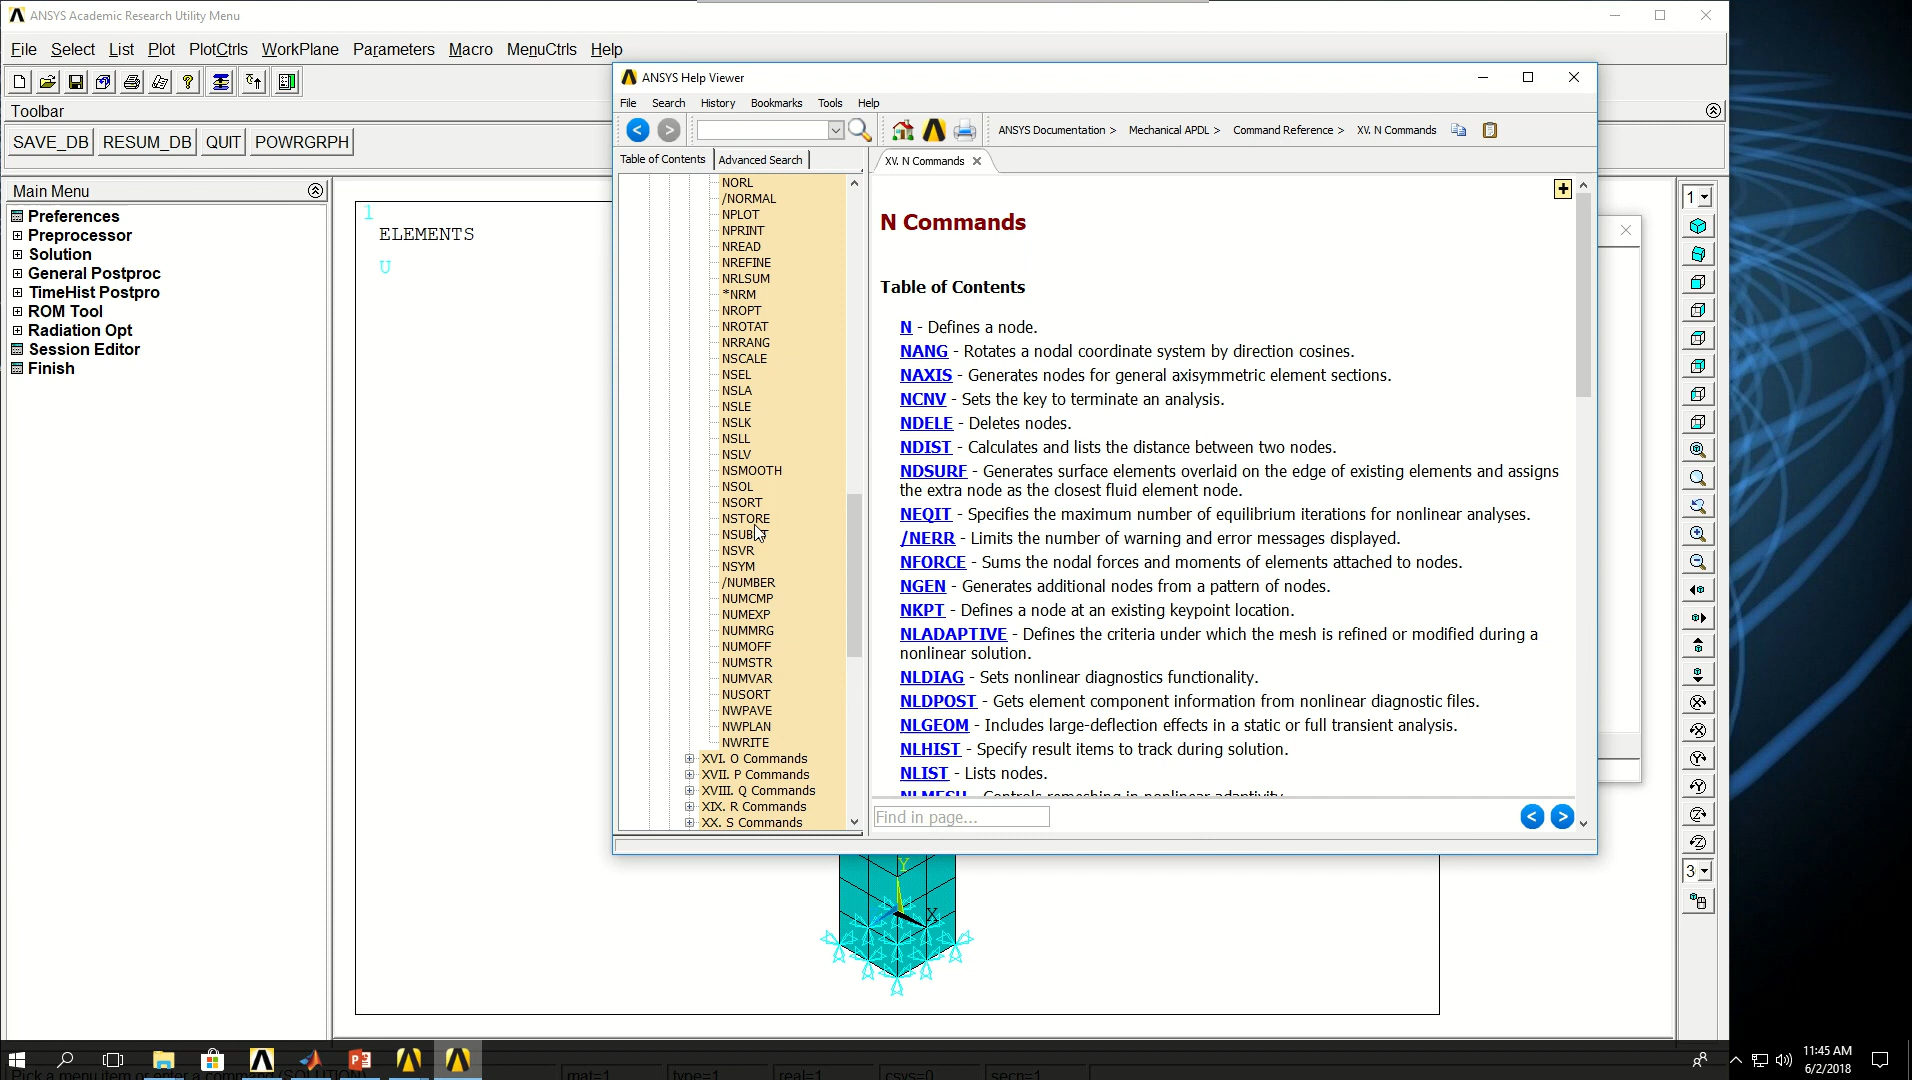 ANSYS Academic Research Utility Menu
File Select List Plot PlotCtrls WorkPlane Parameters Macro MenuCtrls Help
Toolbar
SAVE_DB RESUM_DB QUIT POWRGRPH
Main Menu
Preferences
Preprocessor
Solution
General Postproc
TimeHist Postpro
ROM Tool
Radiation Opt
Session Editor
Finish
1
ELEMENTS
U
ANSYS Help Viewer
File Search History Bookmarks Tools Help
ANSYS Documentation > Mechanical APDL > Command Reference > XV. N Commands
Table of Contents Advanced Search
XV. N Commands
NORL
/NORMAL
NPLOT
NPRINT
NREAD
NREFINE
NRLSUM
*NRM
NROPT
NROTAT
NRRANG
NSCALE
NSEL
NSLA
NSLE
NSLK
NSLL
NSLV
NSMOOTH
NSOL
NSORT
NSTORE
NSVR
NSYM
/NUMBER
NUMCMP
NUMEXP
NUMMRG
NUMOFF
NUMSTR
NUMVAR
NUSORT
NWPAVE
NWPLAN
NWRITE
XVI. O Commands
XVII. P Commands
XVIII. Q Commands
XIX. R Commands
XX. S Commands
N Commands
Table of Contents
N - Defines a node.
NANG - Rotates a nodal coordinate system by direction cosines.
NAXIS - Generates nodes for general axisymmetric element sections.
NCNV - Sets the key to terminate an analysis.
NDELE - Deletes nodes.
NDIST - Calculates and lists the distance between two nodes.
NDSURF - Generates surface elements overlaid on the edge of existing elements and assigns
the extra node as the closest fluid element node.
NEQIT - Specifies the maximum number of equilibrium iterations for nonlinear analyses.
/NERR - Limits the number of warning and error messages displayed.
NFORCE - Sums the nodal forces and moments of elements attached to nodes.
NGEN - Generates additional nodes from a pattern of nodes.
NKPT - Defines a node at an existing keypoint location.
NLADAPTIVE - Defines the criteria under which the mesh is refined or modified during a
nonlinear solution.
NLDIAG - Sets nonlinear diagnostics functionality.
NLDPOST - Gets element component information from nonlinear diagnostic files.
NLGEOM - Includes large-deflection effects in a static or full transient analysis.
NLHIST - Specify result items to track during solution.
NLIST - Lists nodes.
NLMESH - Controls remeshing in nonlinear adaptivity.
Find in page...
1
3
Y
X
Pick a menu item or enter a command (SOLUTION) mat=1 type=1 real=1 csys=0 secn=1
11:45 AM
6/2/2018